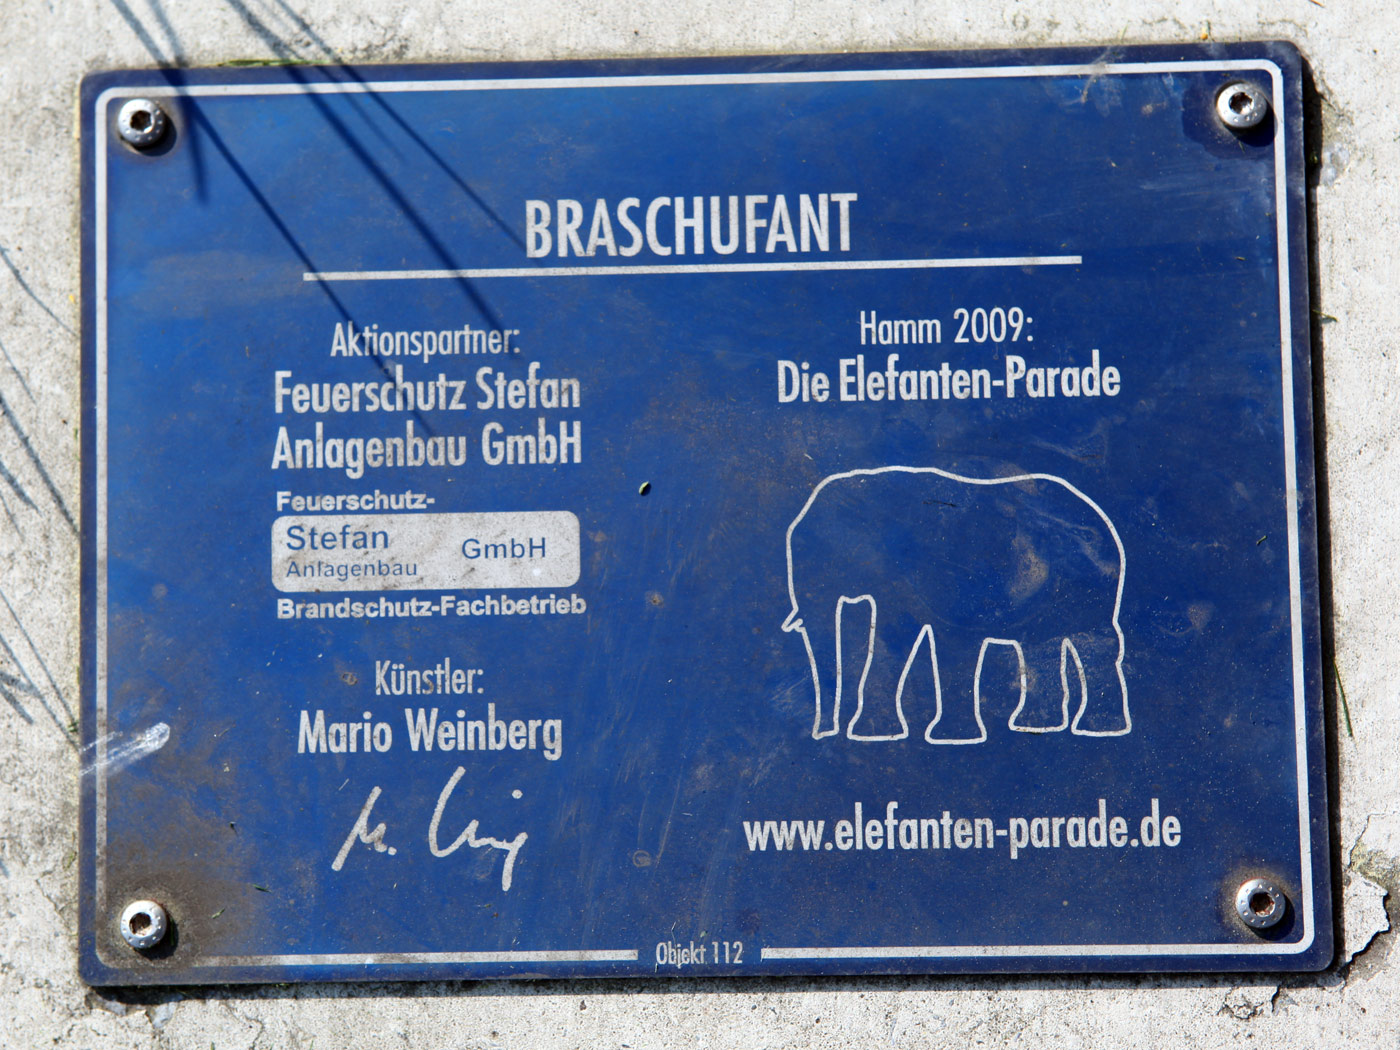 BRASCHUFANT
Aktionspartner:
Feuerschutz Stefan
Anlagenbau GmbH
Feuerschutz-
Stefan GmbH
Anlagenbau
Brandschutz-Fachbetrieb
Künstler:
Mario Weinberg
Hamm 2009:
Die Elefanten-Parade
www.elefanten-parade.de
Objekt 112